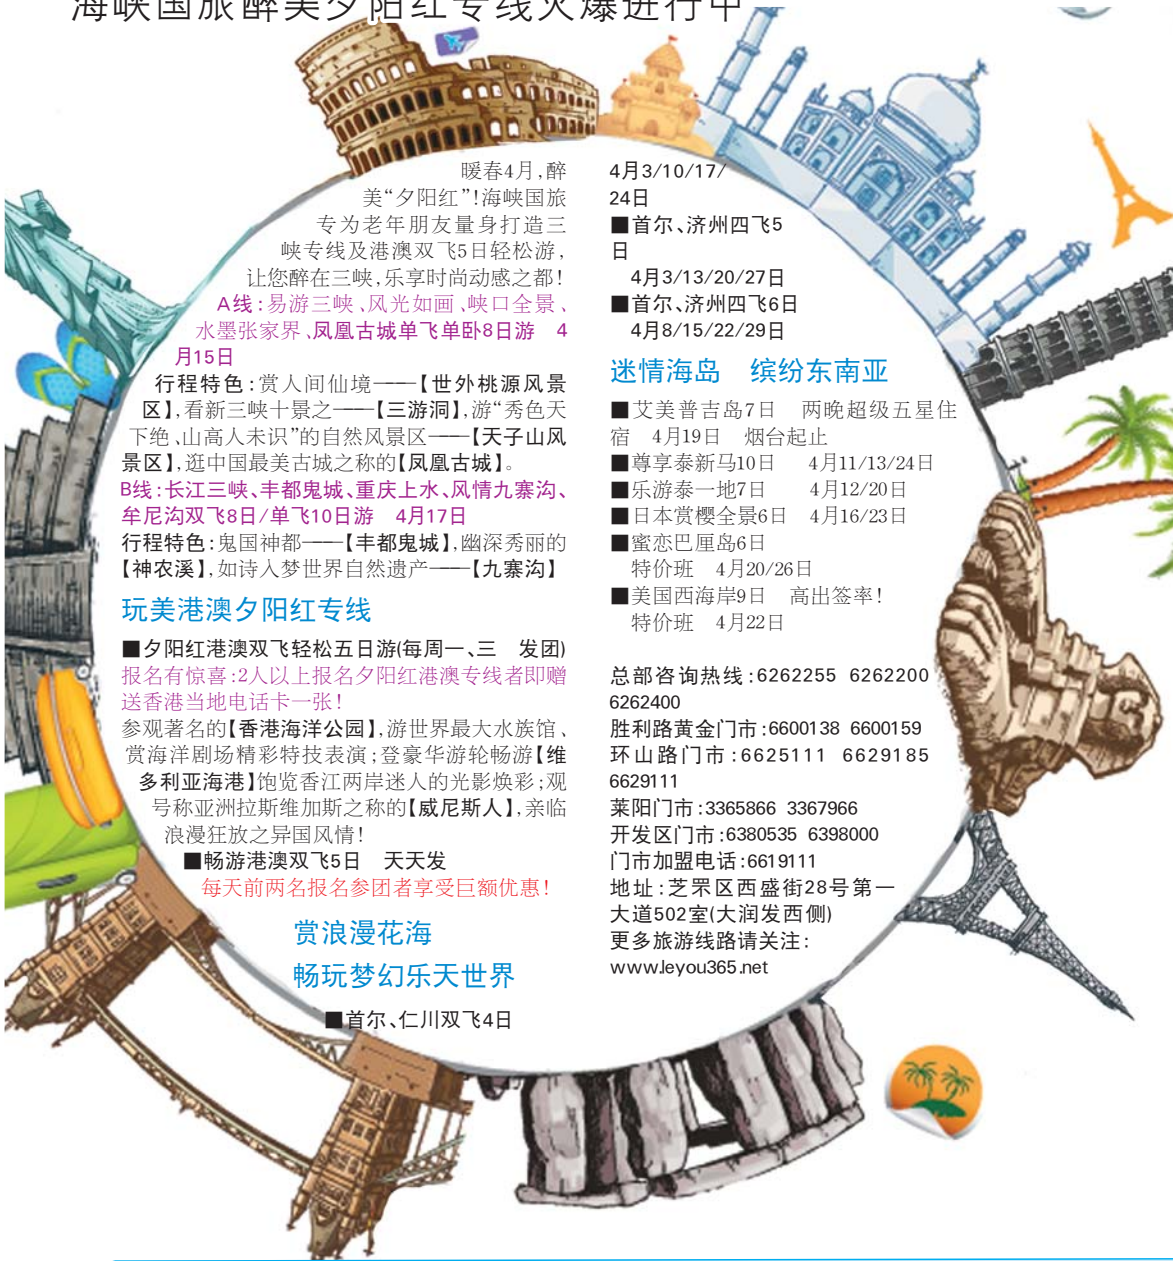 海峡国旅醉美夕阳红专线火爆进行中
暖春4月,醉
美“夕阳红”!海峡国旅
专为老年朋友量身打造三
峡专线及港澳双飞5日轻松游,
让您醉在三峡,乐享时尚动感之都!
A线:易游三峡、风光如画、峡口全景、
水墨张家界、凤凰古城单飞单卧8日游 4
月15日
行程特色:赏人间仙境——【世外桃源风景
区】,看新三峡十景之——【三游洞】,游“秀色天
下绝、山高人未识”的自然风景区——【天子山风
景区】,逛中国最美古城之称的【凤凰古城】。
B线:长江三峡、丰都鬼城、重庆上水、风情九寨沟、
牟尼沟双飞8日/单飞10日游 4月17日
行程特色:鬼国神都——【丰都鬼城】,幽深秀丽的
【神农溪】,如诗入梦世界自然遗产——【九寨沟】
玩美港澳夕阳红专线
■夕阳红港澳双飞轻松五日游(每周一、三 发团)
报名有惊喜:2人以上报名夕阳红港澳专线者即赠
送香港当地电话卡一张!
参观著名的【香港海洋公园】,游世界最大水族馆、
赏海洋剧场精彩特技表演;登豪华游轮畅游【维
多利亚海港】饱览香江两岸迷人的光影焕彩;观
号称亚洲拉斯维加斯之称的【威尼斯人】,亲临
浪漫狂放之异国风情!
■畅游港澳双飞5日 天天发
每天前两名报名参团者享受巨额优惠!
赏浪漫花海
畅玩梦幻乐天世界
■首尔、仁川双飞4日
4月3/10/17/
24日
■首尔、济州四飞5
日
4月3/13/20/27日
■首尔、济州四飞6日
4月8/15/22/29日
迷情海岛 缤纷东南亚
■艾美普吉岛7日 两晚超级五星住
宿 4月19日 烟台起止
■尊享泰新马10日 4月11/13/24日
■乐游泰一地7日 4月12/20日
■日本赏樱全景6日 4月16/23日
■蜜恋巴厘岛6日
特价班 4月20/26日
■美国西海岸9日 高出签率!
特价班 4月22日
总部咨询热线:6262255 6262200
6262400
胜利路黄金门市:6600138 6600159
环山路门市:6625111 6629185
6629111
莱阳门市:3365866 3367966
开发区门市:6380535 6398000
门市加盟电话:6619111
地址:芝罘区西盛街28号第一
大道502室(大润发西侧)
更多旅游线路请关注:
www.leyou365.net